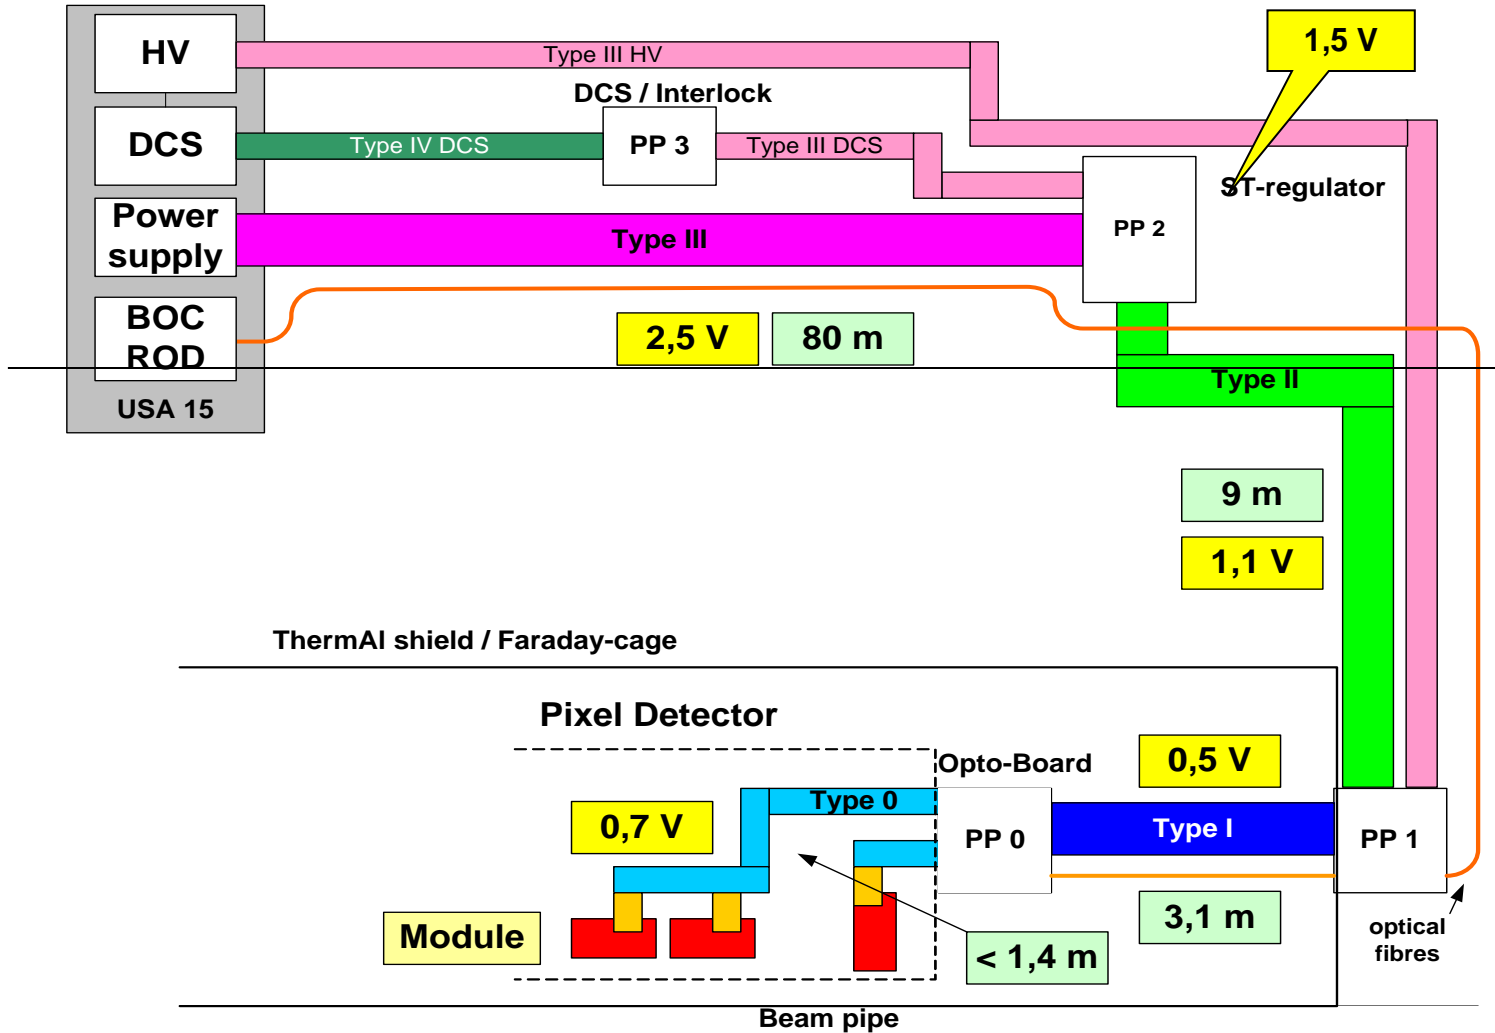 HV
Type III HV
1,5 V
DCS / Interlock
DCS
Type IV DCS
PP 3
Type III DCS
ST-regulator
Power
supply
Type III
PP 2
BOC
ROD
2,5 V
80 m
Type II
USA 15
9 m
1,1 V
ThermAl shield / Faraday-cage
Pixel Detector
Opto-Board
0,5 V
Type 0
0,7 V
PP 0
Type I
PP 1
Module
3,1 m
< 1,4 m
optical
fibres
Beam pipe